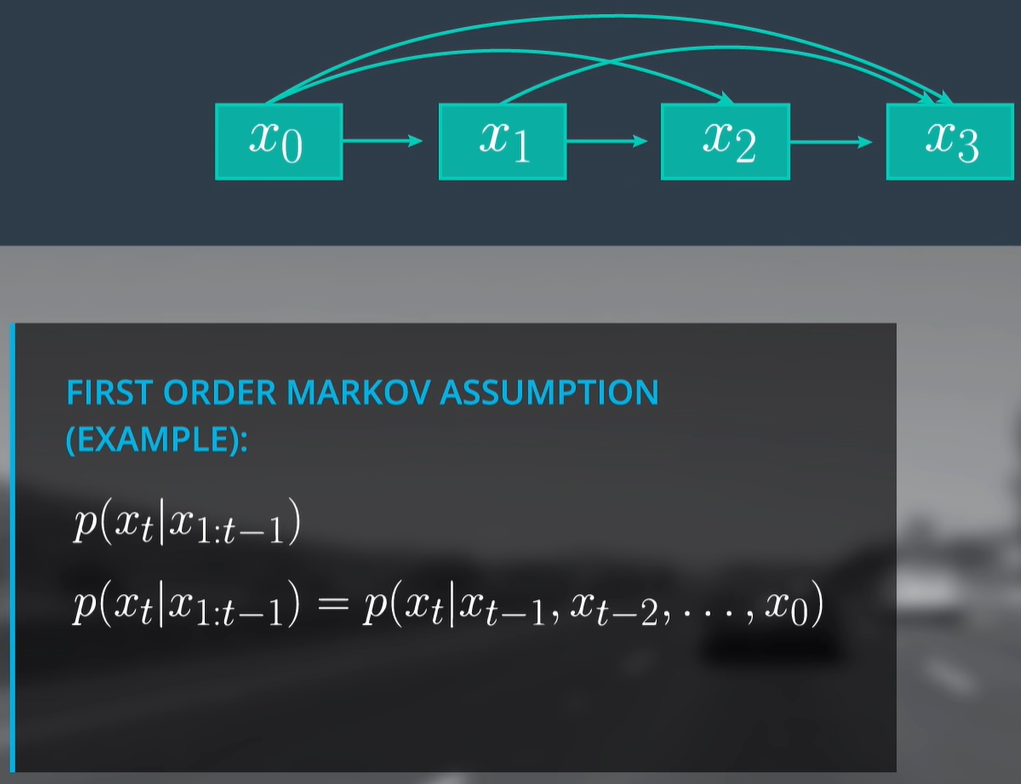 x₀ x₁ x₂ x₃
FIRST ORDER MARKOV ASSUMPTION
(EXAMPLE):
p(xₜ|x₁:ₜ₋₁)
p(xₜ|x₁:ₜ₋₁) = p(xₜ|xₜ₋₁, xₜ₋₂, . . . , x₀)